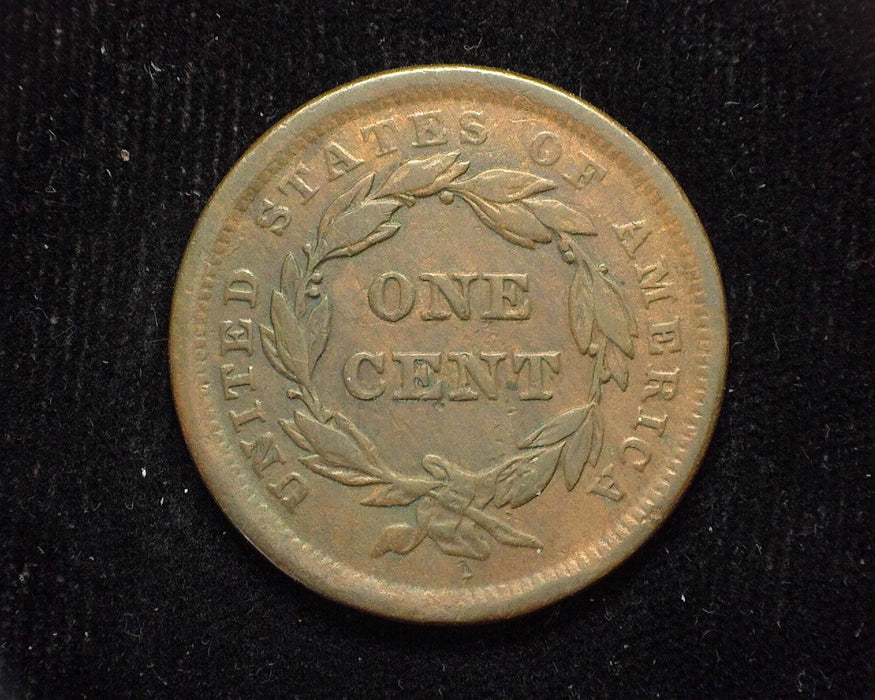 UNITED STATES OF AMERICA
ONE
CENT